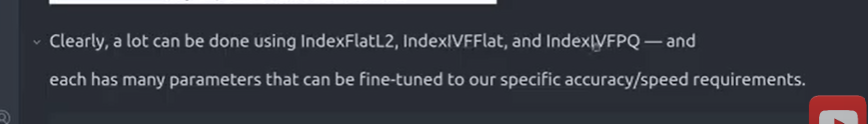 Clearly, a lot can be done using IndexFlatL2, IndexIVFFlat, and IndexIVFPQ — and
each has many parameters that can be fine-tuned to our specific accuracy/speed requirements.